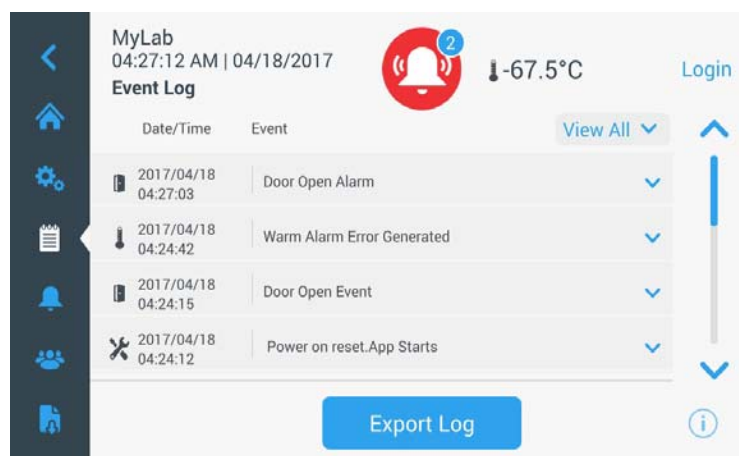 MyLab
04:27:12 AM | 04/18/2017
Event Log
2
-67.5°C
Login
Date/Time Event View All
2017/04/18
04:27:03
Door Open Alarm
2017/04/18
04:24:42
Warm Alarm Error Generated
2017/04/18
04:24:15
Door Open Event
2017/04/18
04:24:12
Power on reset.App Starts
Export Log
i